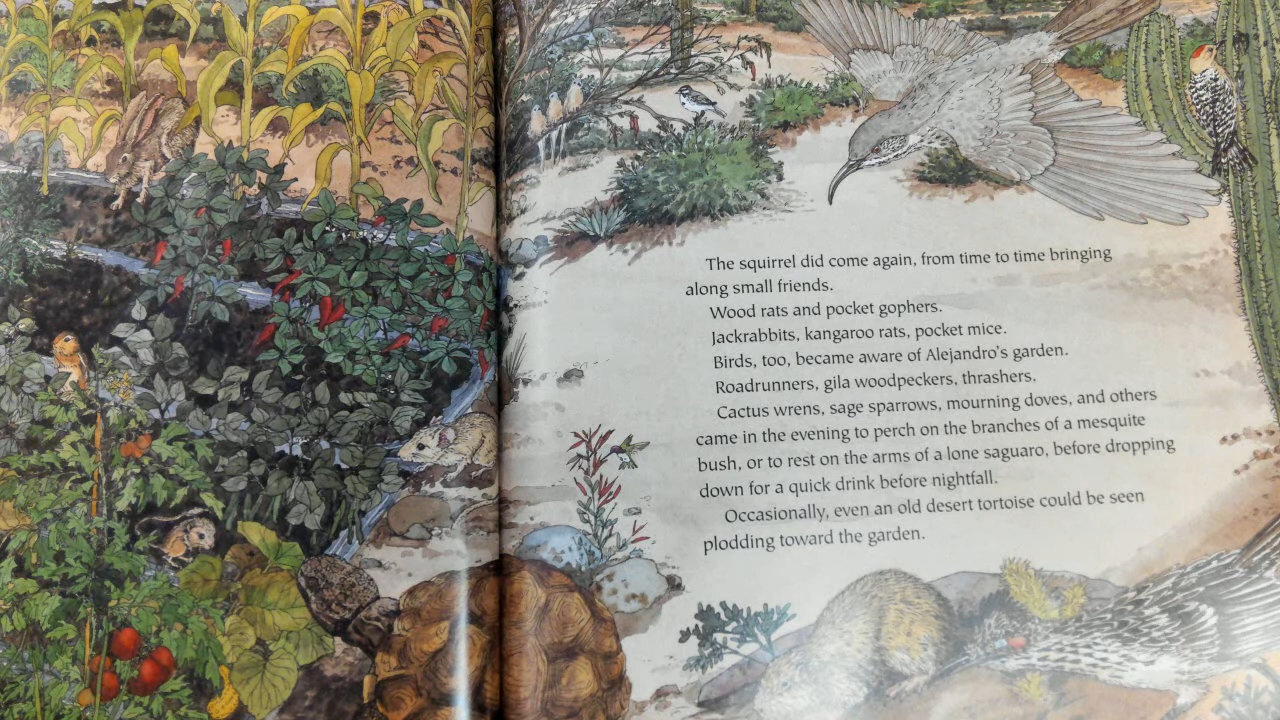 The squirrel did come again, from time to time bringing
along small friends.
Wood rats and pocket gophers.
Jackrabbits, kangaroo rats, pocket mice.
Birds, too, became aware of Alejandro's garden.
Roadrunners, gila woodpeckers, thrashers.
Cactus wrens, sage sparrows, mourning doves, and others
came in the evening to perch on the branches of a mesquite
bush, or to rest on the arms of a lone saguaro, before dropping
down for a quick drink before nightfall.
Occasionally, even an old desert tortoise could be seen
plodding toward the garden.